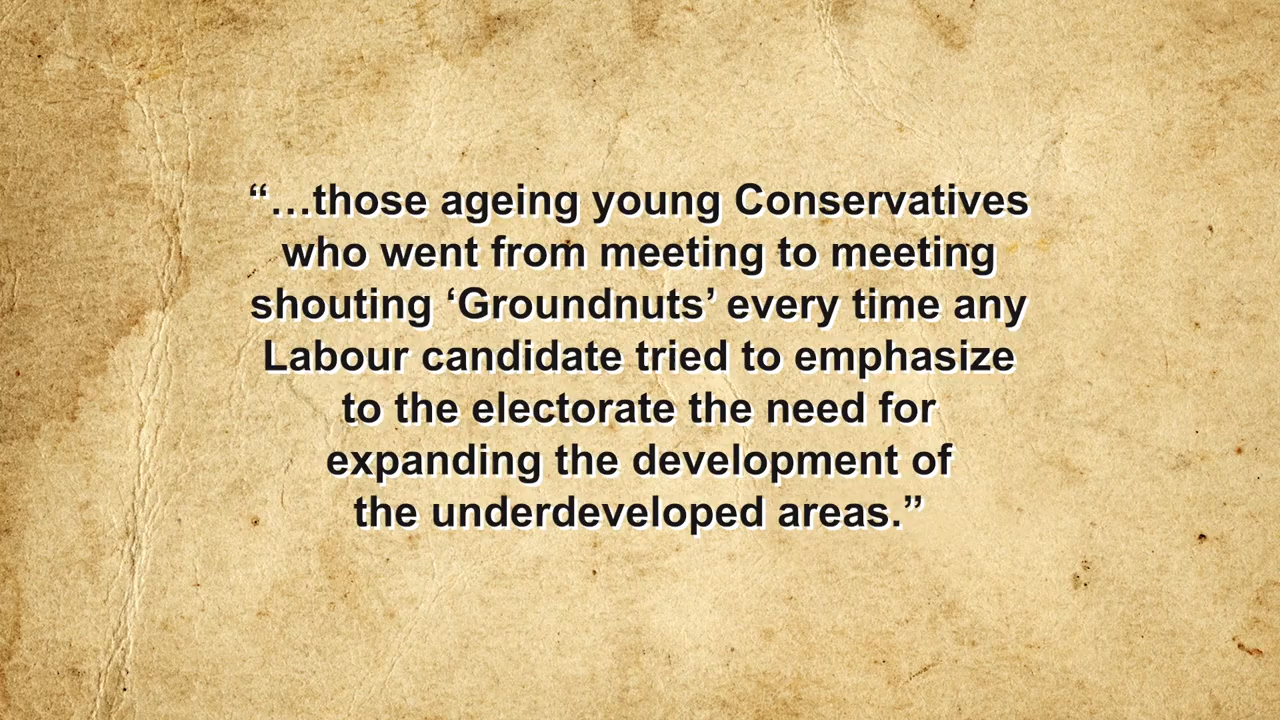 “…those ageing young Conservatives
who went from meeting to meeting
shouting ‘Groundnuts’ every time any
Labour candidate tried to emphasize
to the electorate the need for
expanding the development of
the underdeveloped areas.”